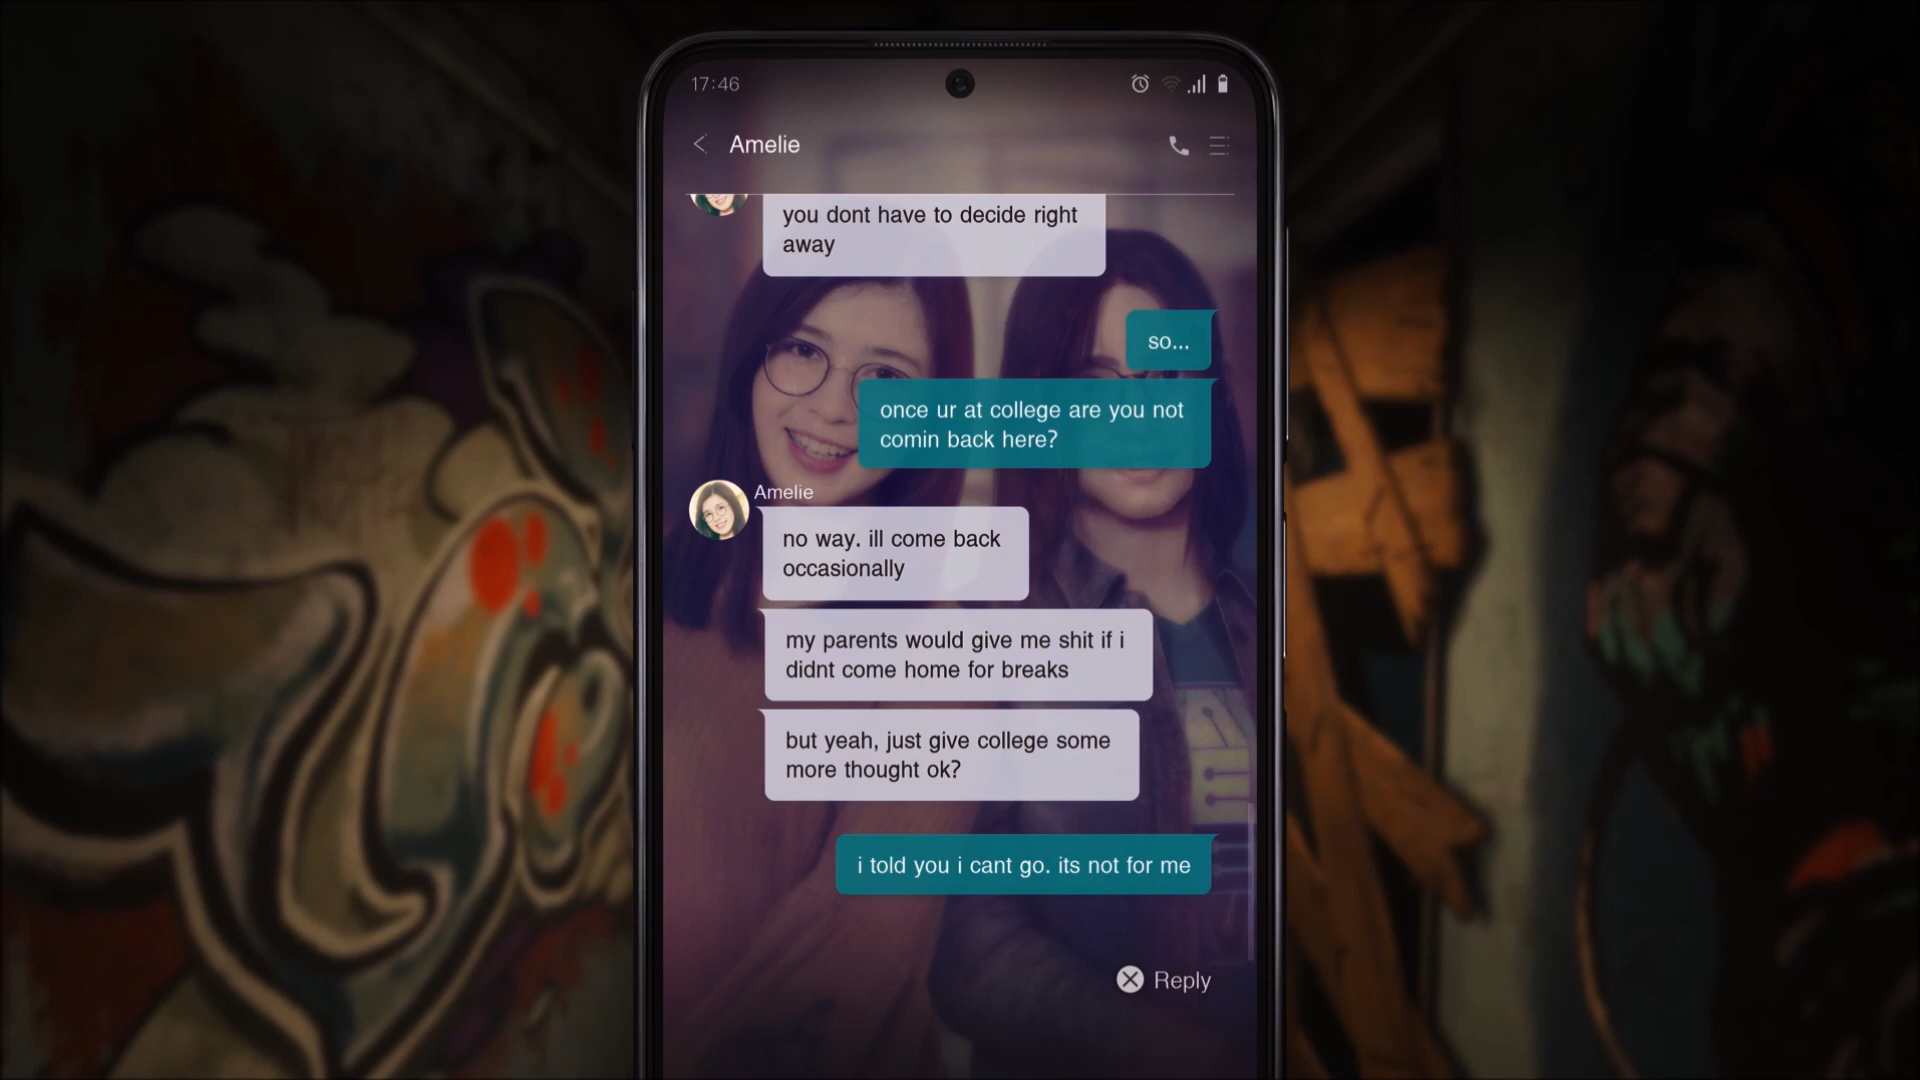 17:46
Amelie
you dont have to decide right
away
so...
once ur at college are you not
comin back here?
Amelie
no way. ill come back
occasionally
my parents would give me shit if i
didnt come home for breaks
but yeah, just give college some
more thought ok?
i told you i cant go. its not for me
Reply